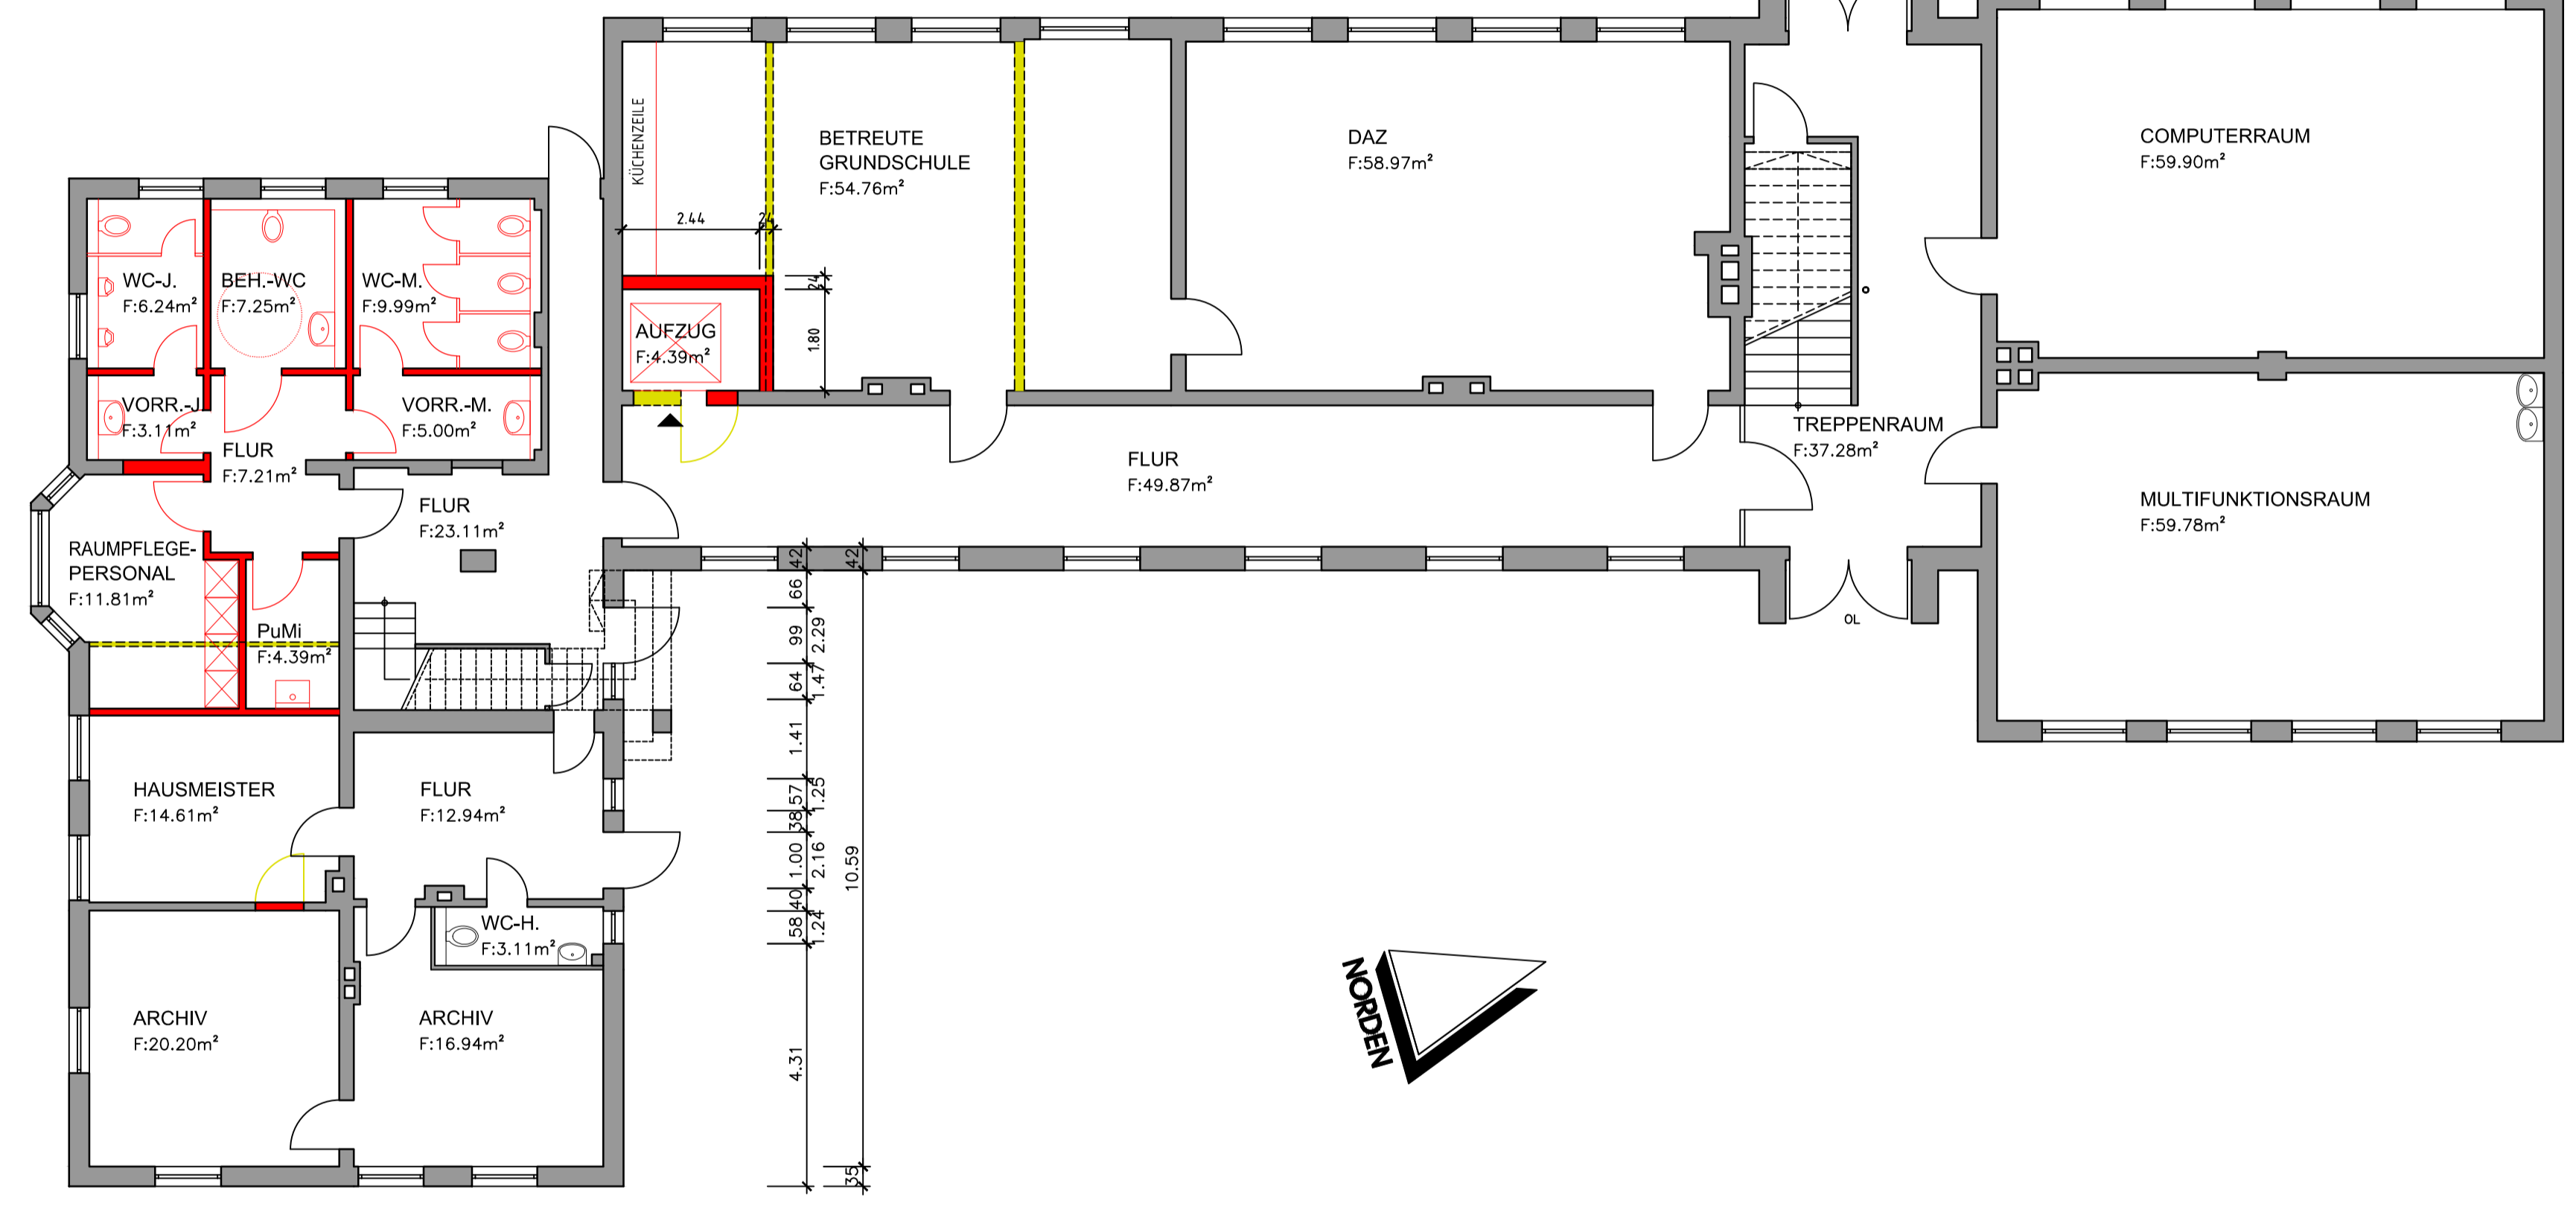 KÜCHENZEILE
BETREUTE
GRUNDSCHULE
F:54.76m²
DAZ
F:58.97m²
COMPUTERRAUM
F:59.90m²
2.44
24
24
1.80
WC-J.
F:6.24m²
BEH.-WC
F:7.25m²
WC-M.
F:9.99m²
AUFZUG
F:4.39m²
VORR.-J.
F:3.11m²
VORR.-M.
F:5.00m²
FLUR
F:7.21m²
FLUR
F:23.11m²
FLUR
F:49.87m²
TREPPENRAUM
F:37.28m²
MULTIFUNKTIONSRAUM
F:59.78m²
RAUMPFLEGE-
PERSONAL
F:11.81m²
PuMi
F:4.39m²
OL
42
66
99
2.29
64
1.47
1.41
57
1.25
38
1.00
2.16
40
58
1.24
4.31
42
10.59
35
HAUSMEISTER
F:14.61m²
FLUR
F:12.94m²
WC-H.
F:3.11m²
ARCHIV
F:20.20m²
ARCHIV
F:16.94m²
NORDEN